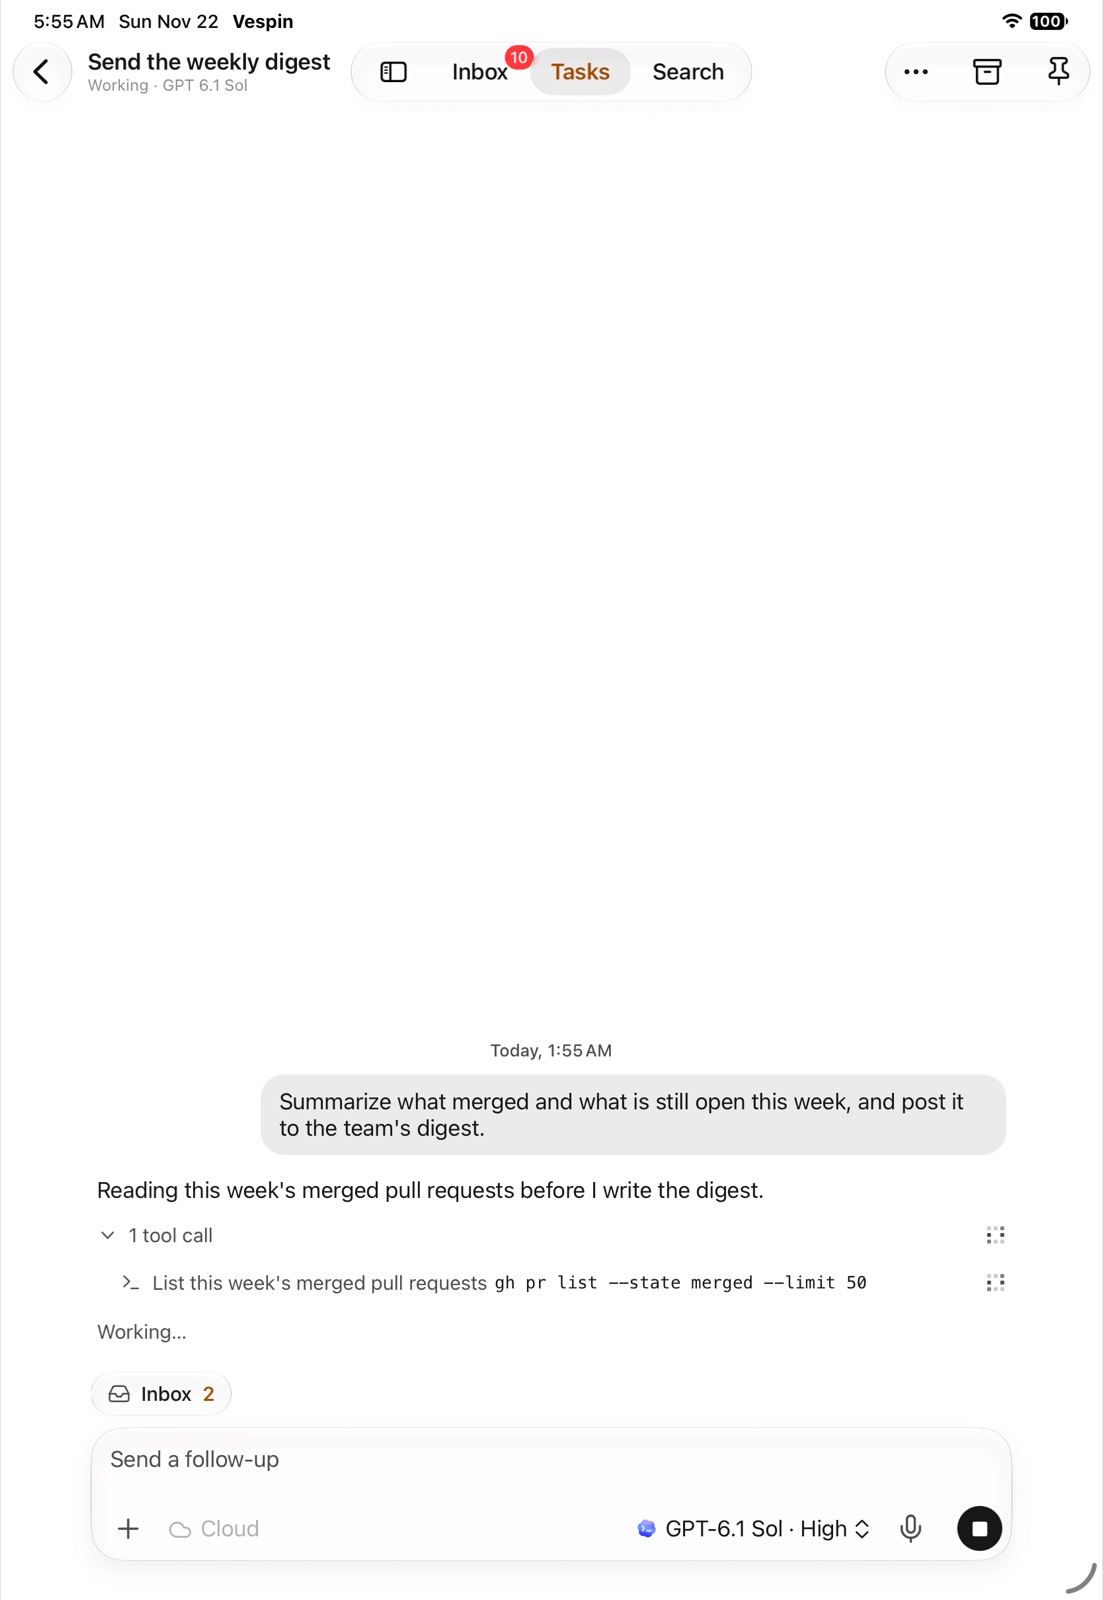 5:55 AM Sun Nov 22 Vespin
100
Send the weekly digest
Working · GPT 6.1 Sol
Inbox 10 Tasks Search
Today, 1:55 AM
Summarize what merged and what is still open this week, and post it
to the team's digest.
Reading this week's merged pull requests before I write the digest.
1 tool call
List this week's merged pull requests gh pr list --state merged --limit 50
Working...
Inbox 2
Send a follow-up
Cloud
GPT-6.1 Sol · High